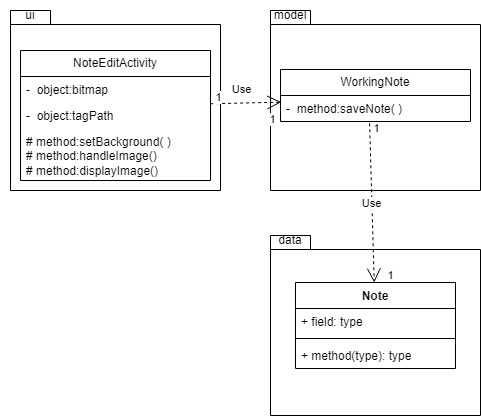 ui
NoteEditActivity
- object:bitmap
- object:tagPath
# method:setBackground( )
# method:handleImage()
# method:displayImage()
Use
1
1
model
WorkingNote
- method:saveNote( )
1
Use
data
1
Note
+ field: type
+ method(type): type